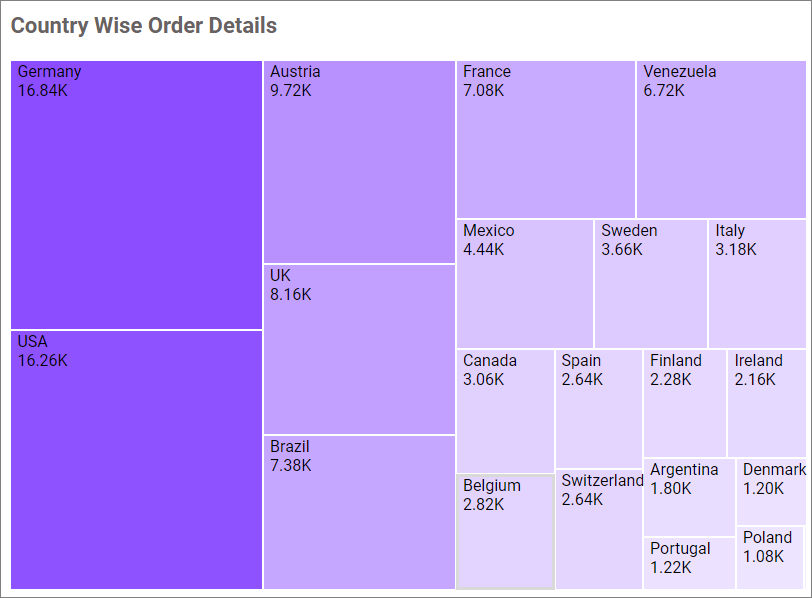 Country Wise Order Details
Germany
16.84K
USA
16.26K
Austria
9.72K
UK
8.16K
Brazil
7.38K
France
7.08K
Venezuela
6.72K
Mexico
4.44K
Sweden
3.66K
Italy
3.18K
Canada
3.06K
Belgium
2.82K
Spain
2.64K
Switzerland
2.64K
Finland
2.28K
Ireland
2.16K
Argentina
1.80K
Portugal
1.22K
Denmark
1.20K
Poland
1.08K